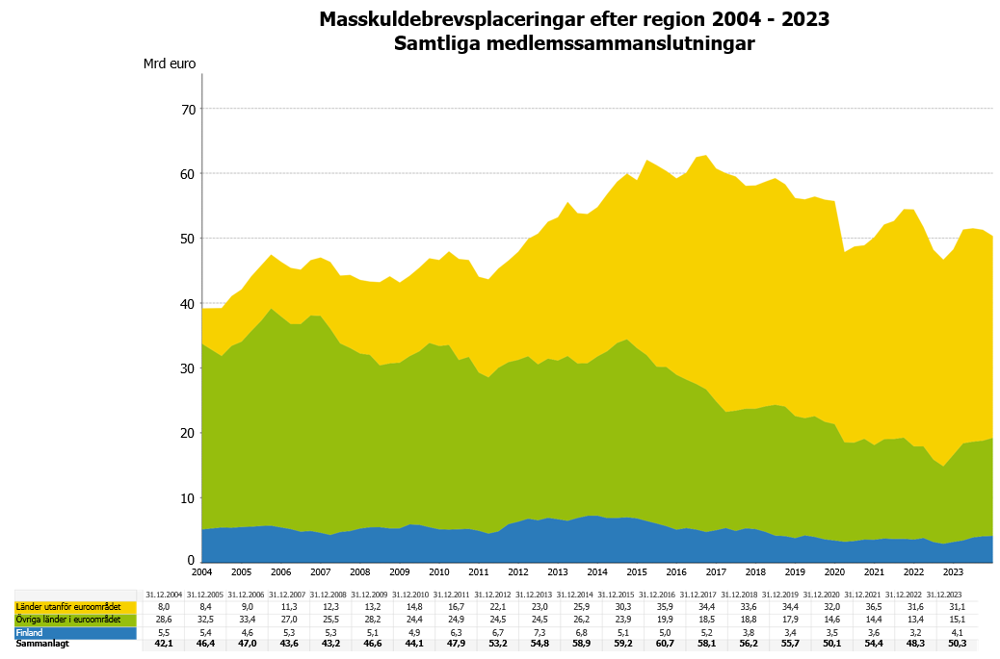 Masskuldebrevsplaceringar efter region 2004 - 2023
Samtliga medlemssammanslutningar
Mrd euro
70
60
50
40
30
20
10
0
2004 2005 2006 2007 2008 2009 2010 2011 2012 2013 2014 2015 2016 2017 2018 2019 2020 2021 2022 2023
31.12.2004 31.12.2005 31.12.2006 31.12.2007 31.12.2008 31.12.2009 31.12.2010 31.12.2011 31.12.2012 31.12.2013 31.12.2014 31.12.2015 31.12.2016 31.12.2017 31.12.2018 31.12.2019 31.12.2020 31.12.2021 31.12.2022 31.12.2023
Länder utanför euroområdet 8,0 8,4 9,0 11,3 12,3 13,2 14,8 16,7 22,1 23,0 25,9 30,3 35,9 34,4 33,6 34,4 32,0 36,5 31,6 31,1
Övriga länder i euroområdet 28,6 32,5 33,4 27,0 25,5 28,2 24,4 24,9 24,5 24,5 26,2 23,9 19,9 18,5 18,8 17,9 14,6 14,4 13,4 15,1
Finland 5,5 5,4 4,6 5,3 5,3 5,1 4,9 6,3 6,7 7,3 6,8 5,1 5,0 5,2 3,8 3,4 3,5 3,6 3,2 4,1
Sammanlagt 42,1 46,4 47,0 43,6 43,2 46,6 44,1 47,9 53,2 54,8 58,9 59,2 60,7 58,1 56,2 55,7 50,1 54,4 48,3 50,3